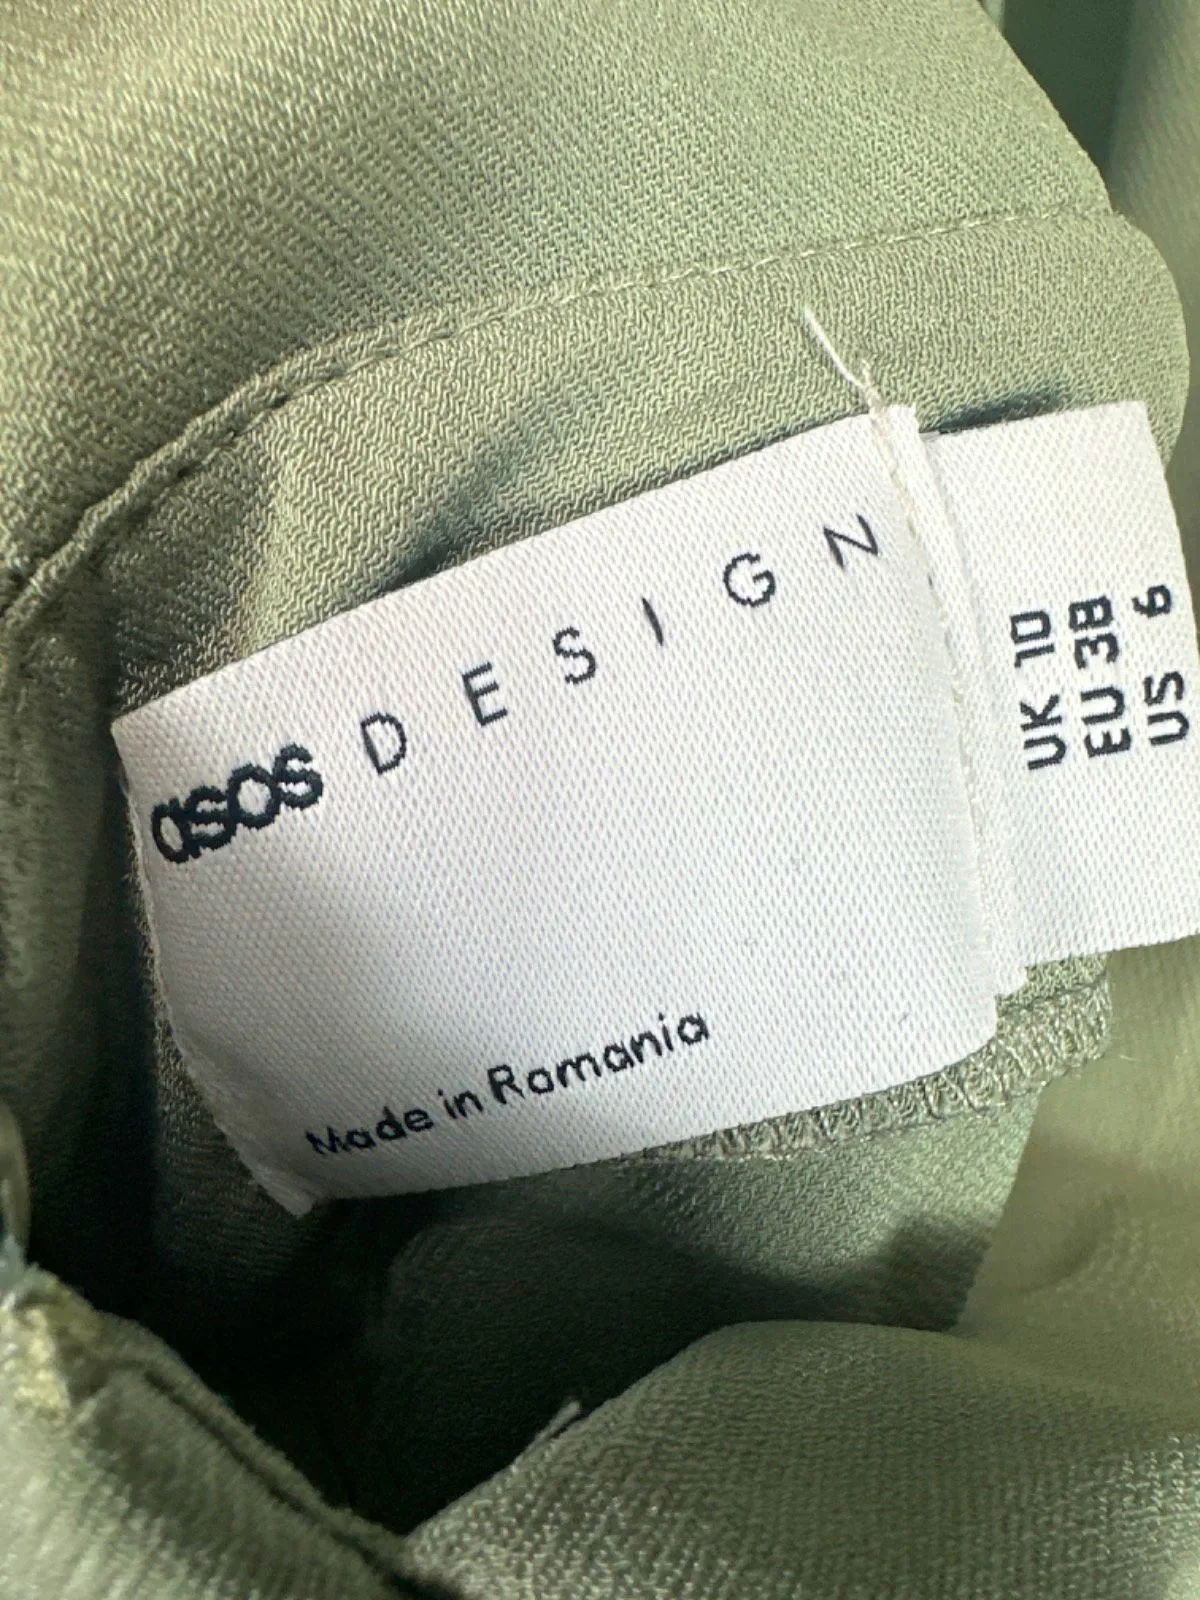 asos DESIGN
Made in Romania
UK 10
EU 38
US 6